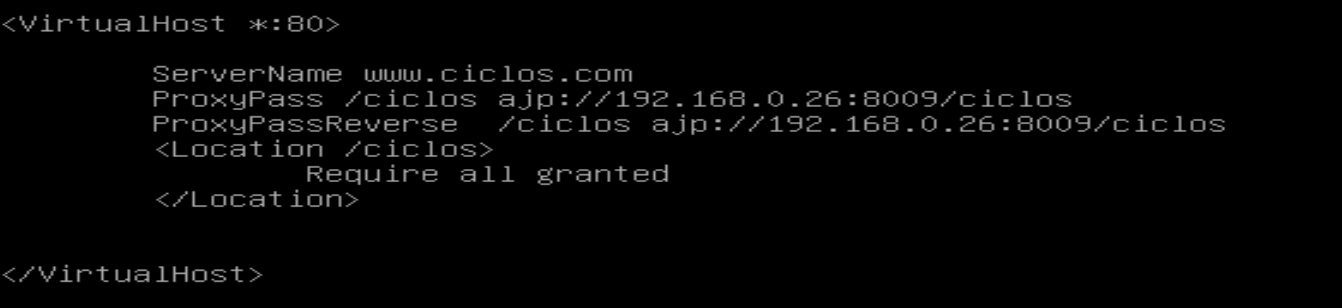 <VirtualHost *:80>
ServerName www.ciclos.com
ProxyPass /ciclos ajp://192.168.0.26:8009/ciclos
ProxyPassReverse  /ciclos ajp://192.168.0.26:8009/ciclos
<Location /ciclos>
Require all granted
</Location>
</VirtualHost>